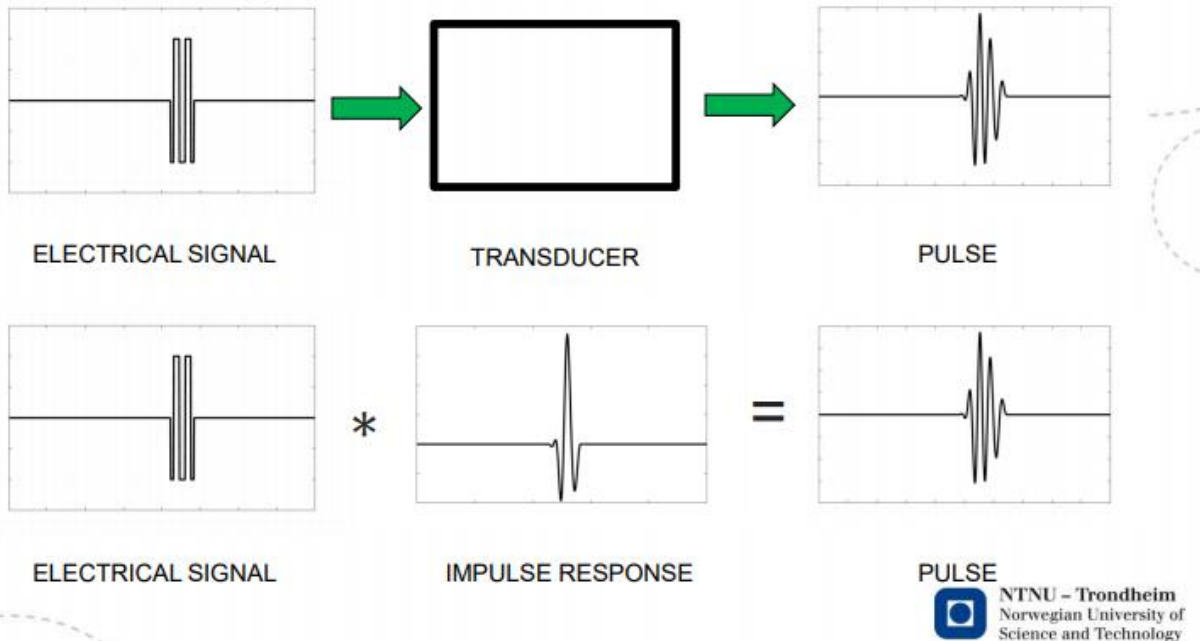 ELECTRICAL SIGNAL
TRANSDUCER
PULSE
*
=
ELECTRICAL SIGNAL
IMPULSE RESPONSE
PULSE
NTNU – Trondheim
Norwegian University of
Science and Technology